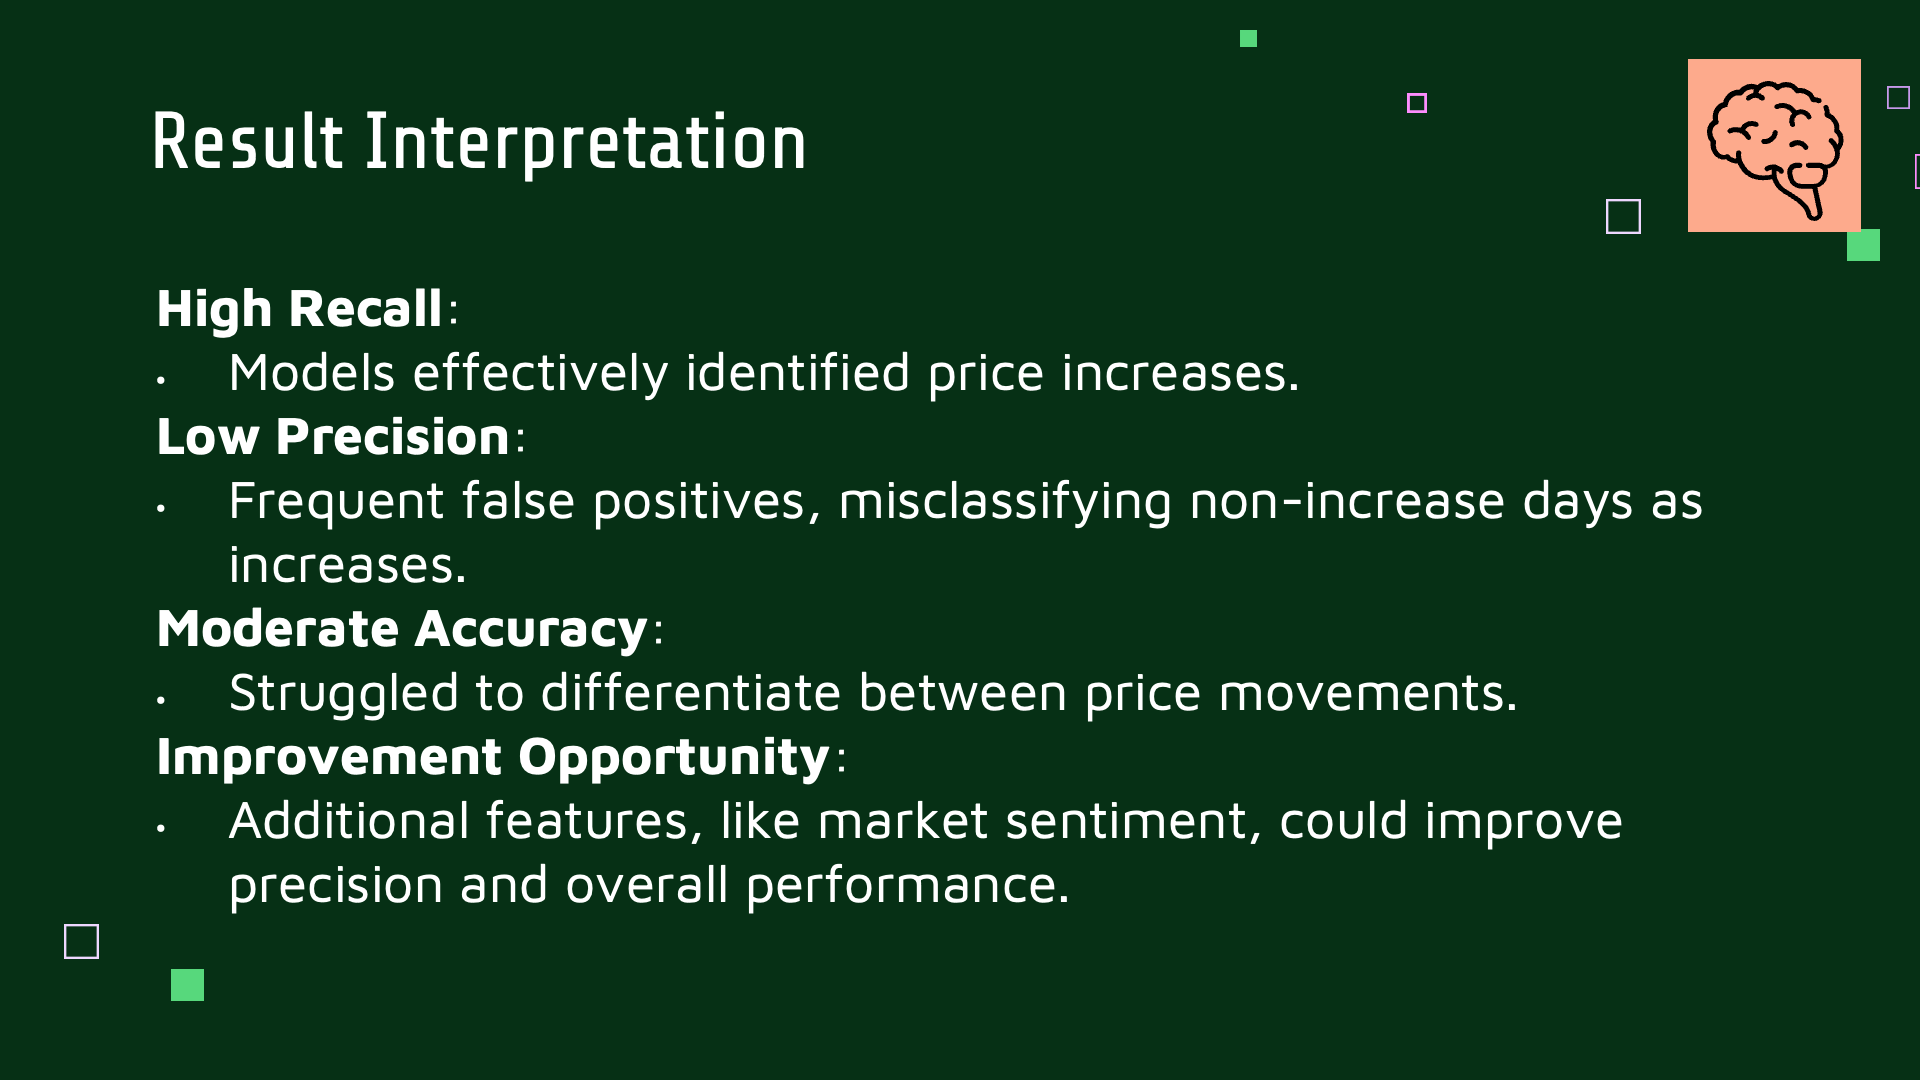 Result Interpretation
High Recall:
• Models effectively identified price increases.
Low Precision:
• Frequent false positives, misclassifying non-increase days as
increases.
Moderate Accuracy:
• Struggled to differentiate between price movements.
Improvement Opportunity:
• Additional features, like market sentiment, could improve
precision and overall performance.